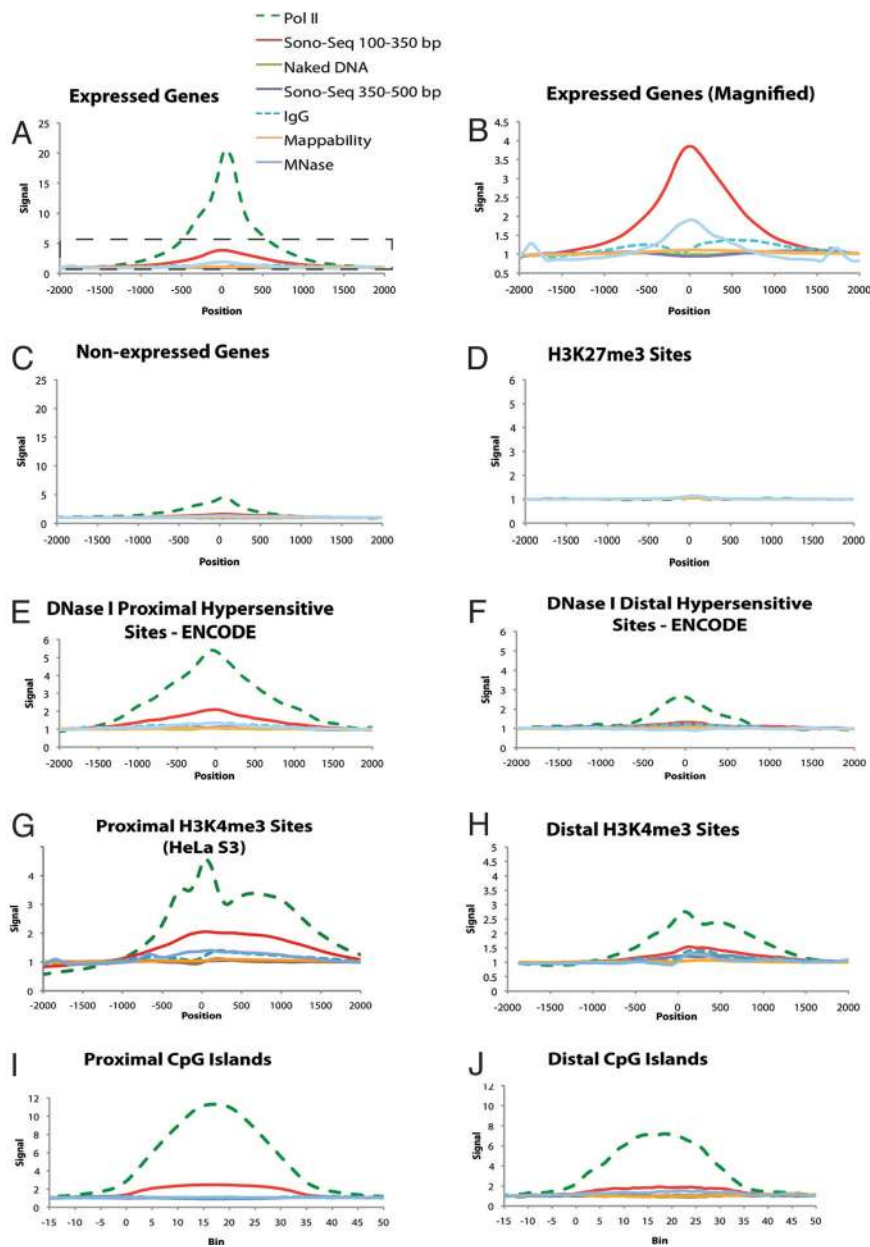 Pol II
Sono-Seq 100-350 bp
Naked DNA
Sono-Seq 350-500 bp
IgG
Mappability
MNase
Expressed Genes
A
25
20
15
10
5
0
Signal
-2000 -1500 -1000 -500 0 500 1000 1500 2000
Position
Expressed Genes (Magnified)
B
4.5
4
3.5
3
2.5
2
1.5
1
0.5
Signal
-2000 -1500 -1000 -500 0 500 1000 1500 2000
Position
C
Non-expressed Genes
25
20
15
10
5
0
Signal
-2000 -1500 -1000 -500 0 500 1000 1500 2000
Position
D
H3K27me3 Sites
6
5
4
3
2
1
0
Signal
-2000 -1500 -1000 -500 0 500 1000 1500 2000
Position
E
DNase I Proximal Hypersensitive
Sites - ENCODE
6
5
4
3
2
1
0
Signal
-2000 -1500 -1000 -500 0 500 1000 1500 2000
Position
F
DNase I Distal Hypersensitive
Sites - ENCODE
6
5
4
3
2
1
0
Signal
-2000 -1500 -1000 -500 0 500 1000 1500 2000
Position
G
Proximal H3K4me3 Sites
(HeLa S3)
5
4
3
2
1
0
Signal
-2000 -1500 -1000 -500 0 500 1000 1500 2000
Position
H
Distal H3K4me3 Sites
5
4.5
4
3.5
3
2.5
2
1.5
1
0.5
0
Signal
-2000 -1500 -1000 -500 0 500 1000 1500 2000
Position
I
Proximal CpG Islands
12
10
8
6
4
2
0
Signal
-15 -10 -5 0 5 10 15 20 25 30 35 40 45 50
Bin
J
Distal CpG Islands
12
10
8
6
4
2
0
Signal
-15 -10 -5 0 5 10 15 20 25 30 35 40 45 50
Bin